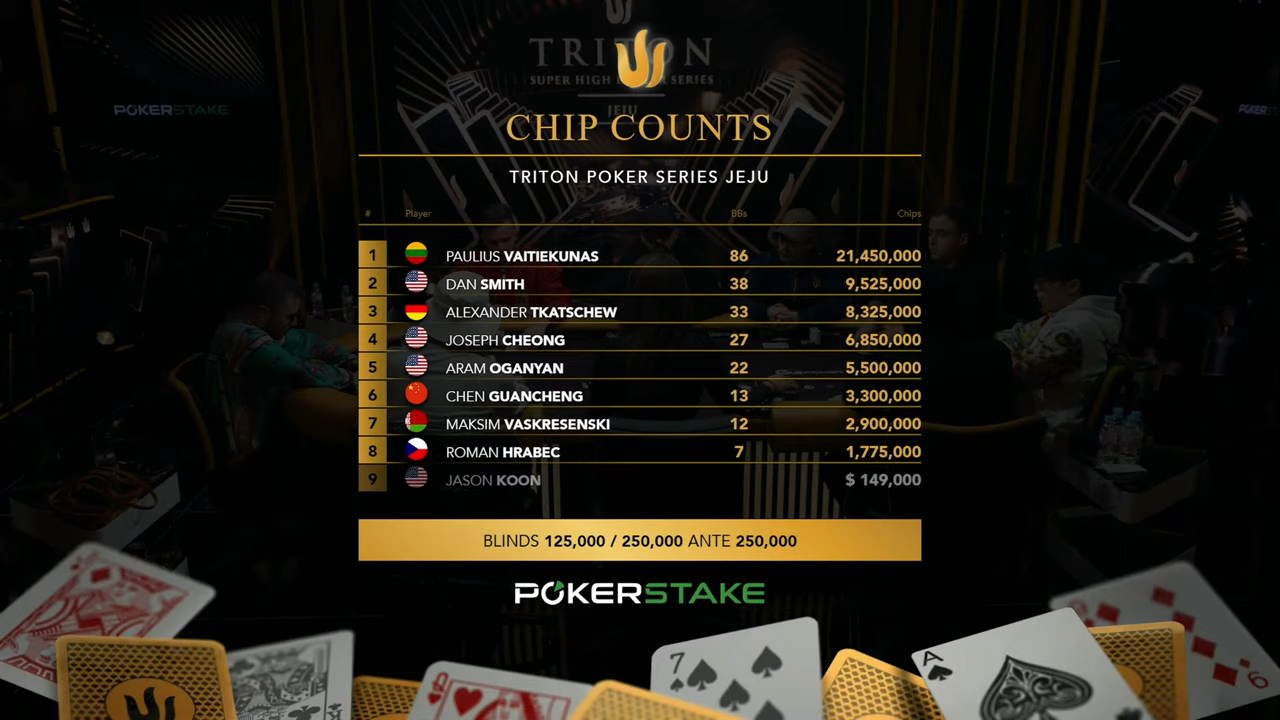 TRITON
SUPER HIGH SERIES
JEJU
POKERSTAKE
CHIP COUNTS
TRITON POKER SERIES JEJU
# Player BBs Chips
1 PAULIUS VAITIEKUNAS 86 21,450,000
2 DAN SMITH 38 9,525,000
3 ALEXANDER TKATSCHEW 33 8,325,000
4 JOSEPH CHEONG 27 6,850,000
5 ARAM OGANYAN 22 5,500,000
6 CHEN GUANCHENG 13 3,300,000
7 MAKSIM VASKRESENSKI 12 2,900,000
8 ROMAN HRABEC 7 1,775,000
9 JASON KOON $ 149,000
BLINDS 125,000 / 250,000 ANTE 250,000
POKERSTAKE
7
A
6